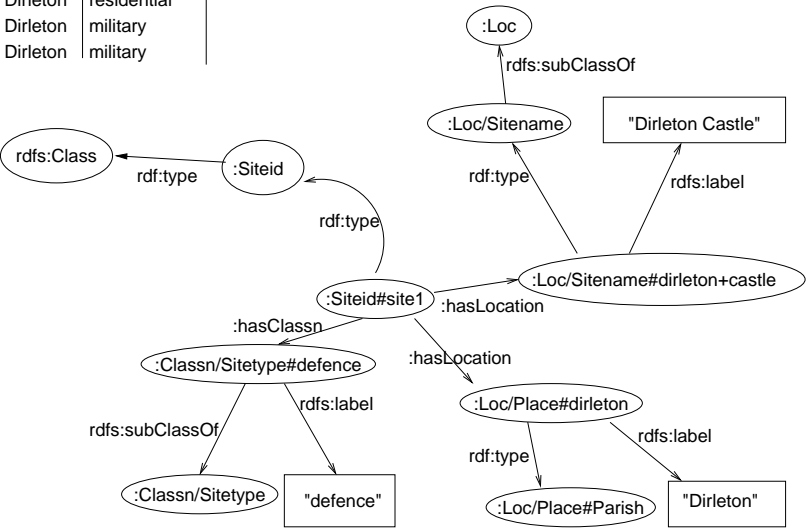 Dirleton residential
Dirleton military
Dirleton military
:Loc
rdfs:subClassOf
:Loc/Sitename
"Dirleton Castle"
rdfs:Class
:Siteid
rdf:type
rdf:type
rdfs:label
rdf:type
:Loc/Sitename#dirleton+castle
:Siteid#site1
:hasLocation
:hasClassn
:hasLocation
:Classn/Sitetype#defence
:Loc/Place#dirleton
rdfs:subClassOf
rdfs:label
rdfs:label
rdf:type
:Classn/Sitetype
"defence"
:Loc/Place#Parish
"Dirleton"